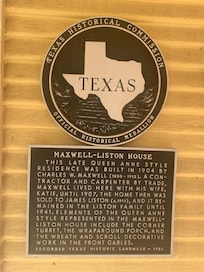 TEXAS HISTORICAL COMMISSION
TEXAS
OFFICIAL HISTORICAL MEDALLION
MAXWELL-LISTON HOUSE
THIS LATE QUEEN ANNE STYLE
RESIDENCE WAS BUILT IN 1904 BY
CHARLES W. MAXWELL. A CON-
TRACTOR AND CARPENTER BY TRADE,
MAXWELL LIVED HERE WITH HIS WIFE,
KATIE, UNTIL 1907. THE HOME THEN WAS
SOLD TO JAMES LISTON, AND IT RE-
MAINED IN THE LISTON FAMILY UNTIL
1941. ELEMENTS OF THE QUEEN ANNE
STYLE REPRESENTED IN THE MAXWELL-
LISTON HOUSE INCLUDE THE CORNER
TURRET, THE WRAPAROUND PORCH, AND
THE WREATH AND SCROLL DECORATIVE
WORK IN THE FRONT GABLES.
RECORDED TEXAS HISTORIC LANDMARK